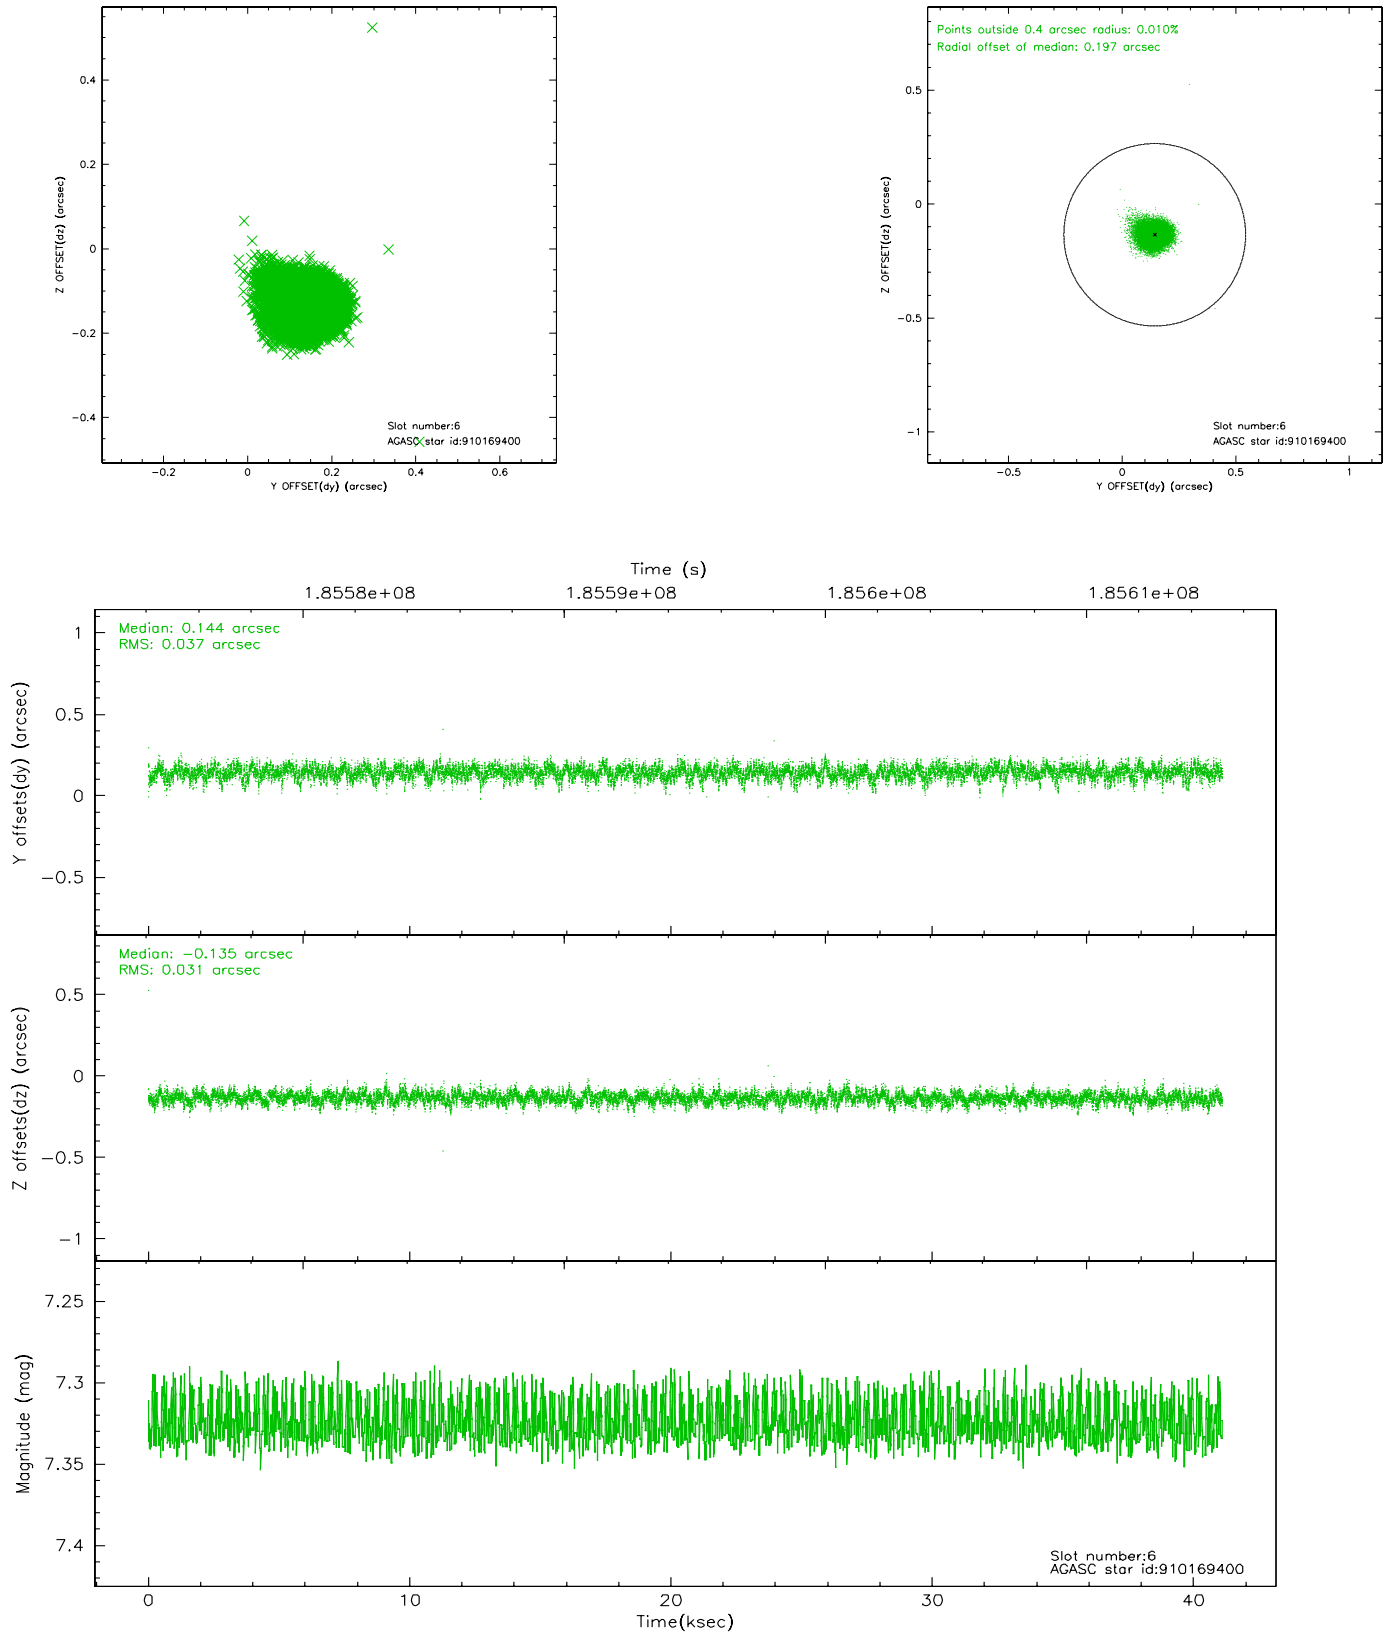 0.4
0.2
0
−0.2
−0.4
Z OFFSET(dz) (arcsec)
Slot number:6
AGASC star id:910169400
−0.2 0 0.2 0.4 0.6
Y OFFSET(dy) (arcsec)
Points outside 0.4 arcsec radius: 0.010%
Radial offset of median: 0.197 arcsec
0.5
0
−0.5
−1
Z OFFSET(dz) (arcsec)
Slot number:6
AGASC star id:910169400
−0.5 0 0.5 1
Y OFFSET(dy) (arcsec)
Time (s)
1.8558e+08 1.8559e+08 1.856e+08 1.8561e+08
Median: 0.144 arcsec
RMS: 0.037 arcsec
1
0.5
0
−0.5
Y offsets(dy) (arcsec)
Median: −0.135 arcsec
RMS: 0.031 arcsec
0.5
0
−0.5
−1
Z offsets(dz) (arcsec)
7.25
7.3
7.35
7.4
Magnitude (mag)
Slot number:6
AGASC star id:910169400
0 10 20 30 40
Time(ksec)